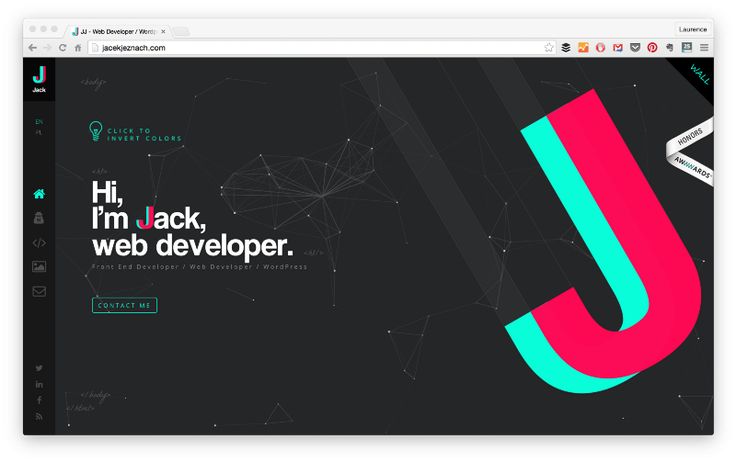 JJ - Web Developer / Wordp
Laurence
jacekjeznach.com
Jack
EN
PL
<body>
WALL
CLICK TO
INVERT COLORS
HONORS
AWWWARDS
<h1>
Hi,
I'm Jack,
web developer.
</h1>
Front End Developer / Web Developer / WordPress
CONTACT ME
</body>
</html>